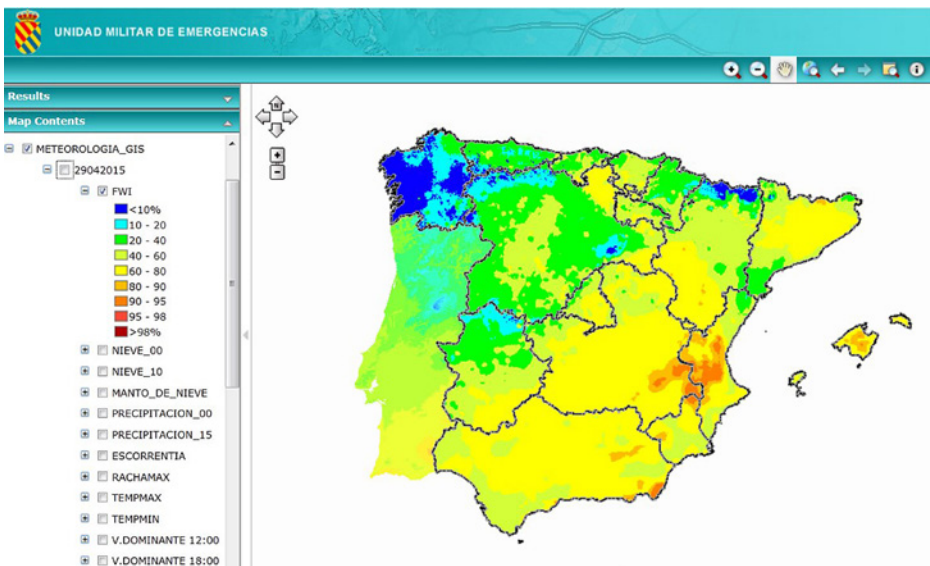 UNIDAD MILITAR DE EMERGENCIAS
Results
Map Contents
METEOROLOGIA_GIS
29042015
FWI
<10%
10 - 20
20 - 40
40 - 60
60 - 80
80 - 90
90 - 95
95 - 98
>98%
NIEVE_00
NIEVE_10
MANTO_DE_NIEVE
PRECIPITACION_00
PRECIPITACION_15
ESCORRENTIA
RACHAMAX
TEMPMAX
TEMPMIN
V.DOMINANTE 12:00
V.DOMINANTE 18:00
N